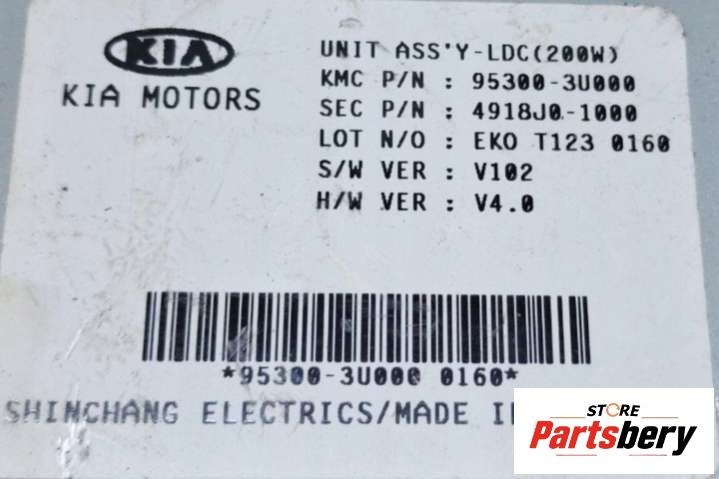 KIA
KIA MOTORS
UNIT ASS'Y-LDC(200W)
KMC P/N : 95300-3U000
SEC P/N : 4918J0-1000
LOT N/O : EKO T123 0160
S/W VER : V102
H/W VER : V4.0
*95300-3U000 0160*
SHINCHANG ELECTRICS/MADE
STORE
Partsbery